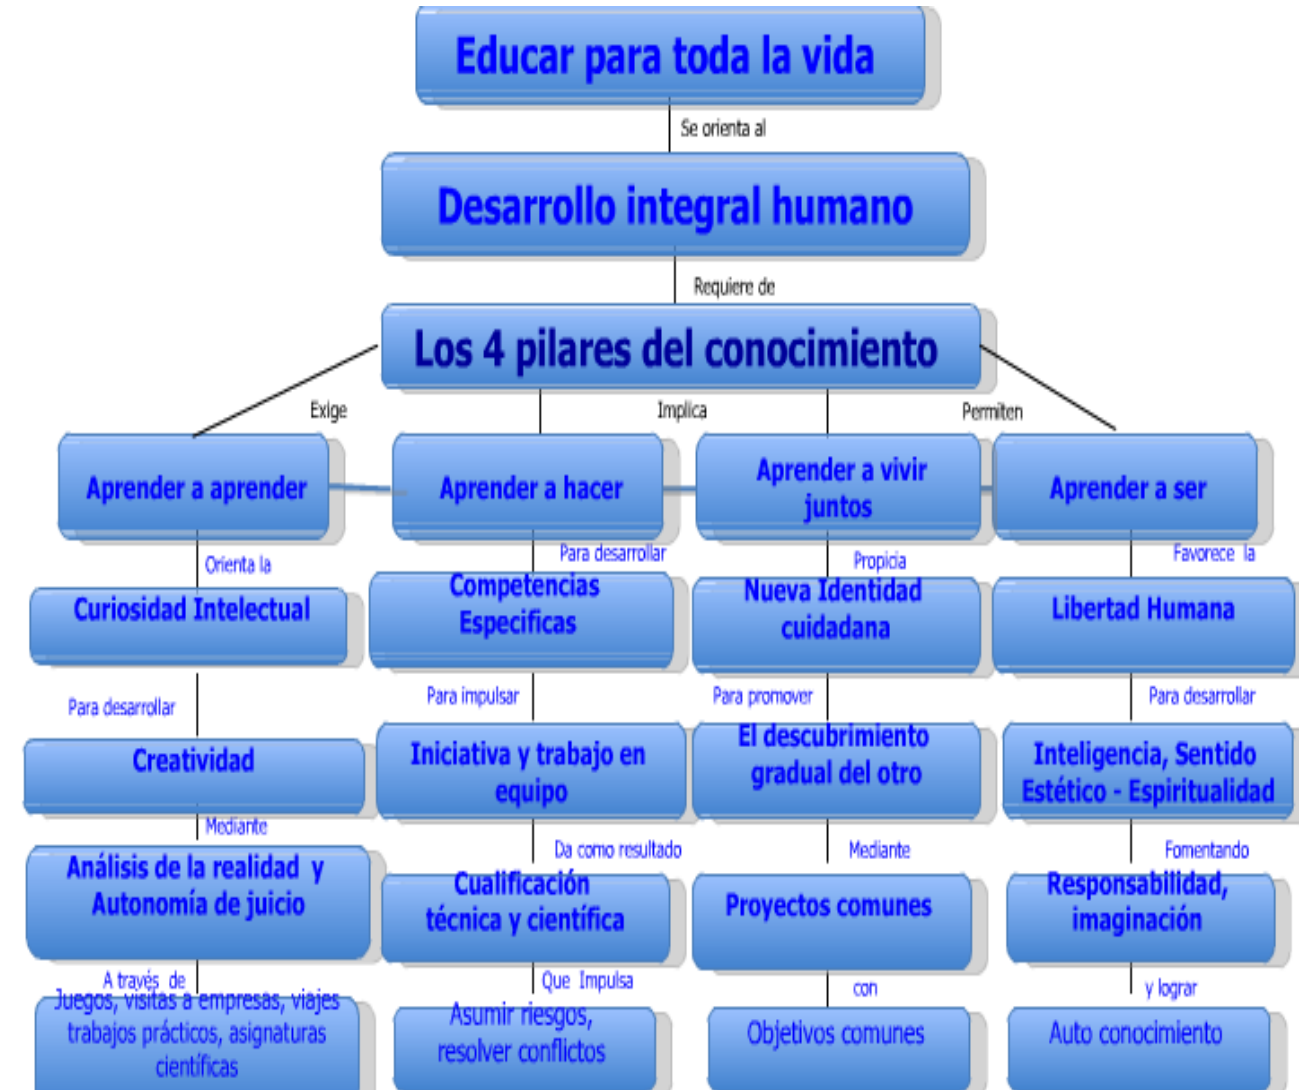 Educar para toda la vida
Se orienta al
Desarrollo integral humano
Requiere de
Los 4 pilares del conocimiento
Exige
Implica
Permiten
Aprender a aprender
Aprender a hacer
Aprender a vivir
juntos
Aprender a ser
Orienta la
Para desarrollar
Propicia
Favorece la
Curiosidad Intelectual
Competencias
Especificas
Nueva Identidad
cuidadana
Libertad Humana
Para desarrollar
Para impulsar
Para promover
Para desarrollar
Creatividad
Iniciativa y trabajo en
equipo
El descubrimiento
gradual del otro
Inteligencia, Sentido
Estético - Espiritualidad
Mediante
Da como resultado
Mediante
Fomentando
Análisis de la realidad y
Autonomía de juicio
Cualificación
técnica y científica
Proyectos comunes
Responsabilidad,
imaginación
A través de
Que Impulsa
con
y lograr
Juegos, visitas a empresas, viajes
trabajos prácticos, asignaturas
científicas
Asumir riesgos,
resolver conflictos
Objetivos comunes
Auto conocimiento